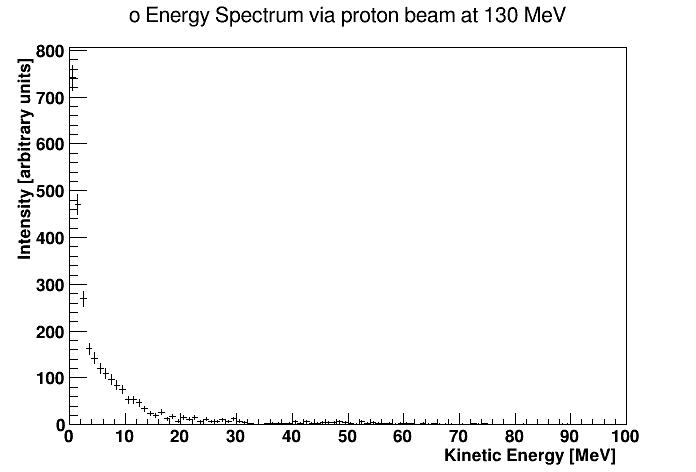 o Energy Spectrum via proton beam at 130 MeV
Intensity [arbitrary units]
800
700
600
500
400
300
200
100
0
0 10 20 30 40 50 60 70 80 90 100
Kinetic Energy [MeV]